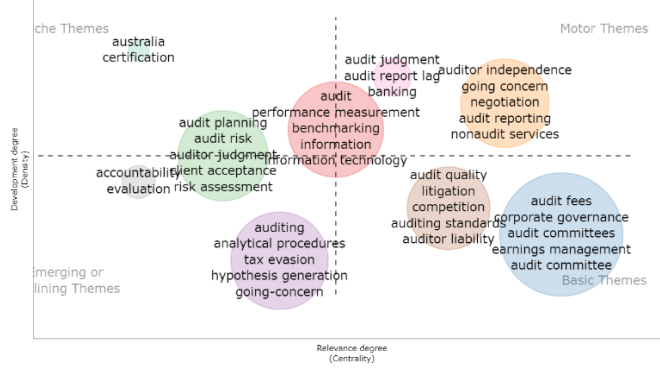 che Themes
Motor Themes
australia
certification
audit judgment
audit report lag
banking
auditor independence
going concern
negotiation
audit reporting
nonaudit services
audit
performance measurement
benchmarking
information
information technology
audit planning
audit risk
auditor judgment
client acceptance
risk assessment
accountability
evaluation
audit quality
litigation
competition
auditing standards
auditor liability
audit fees
corporate governance
audit committees
earnings management
audit committee
auditing
analytical procedures
tax evasion
hypothesis generation
going-concern
Emerging or
lining Themes
Basic Themes
Development degree
(Density)
Relevance degree
(Centrality)